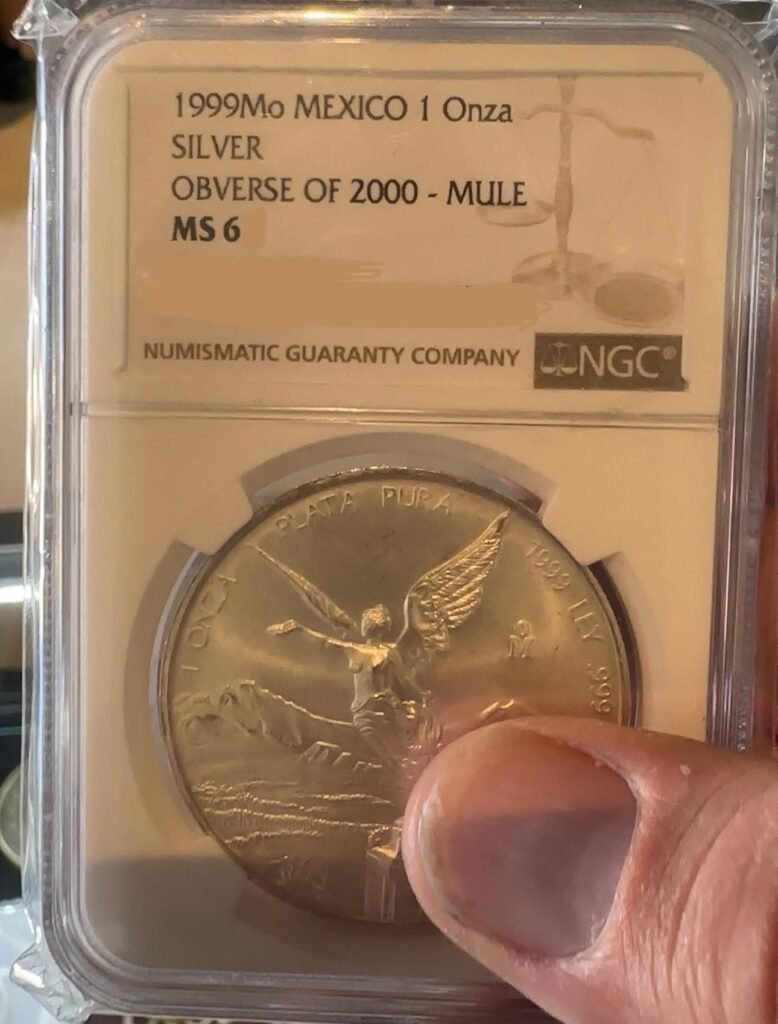 1999Mo MEXICO 1 Onza
SILVER
OBVERSE OF 2000 - MULE
MS 6
NUMISMATIC GUARANTY COMPANY
NGC®
1 ONZA PLATA PURA 1999 LEY .999
Mo